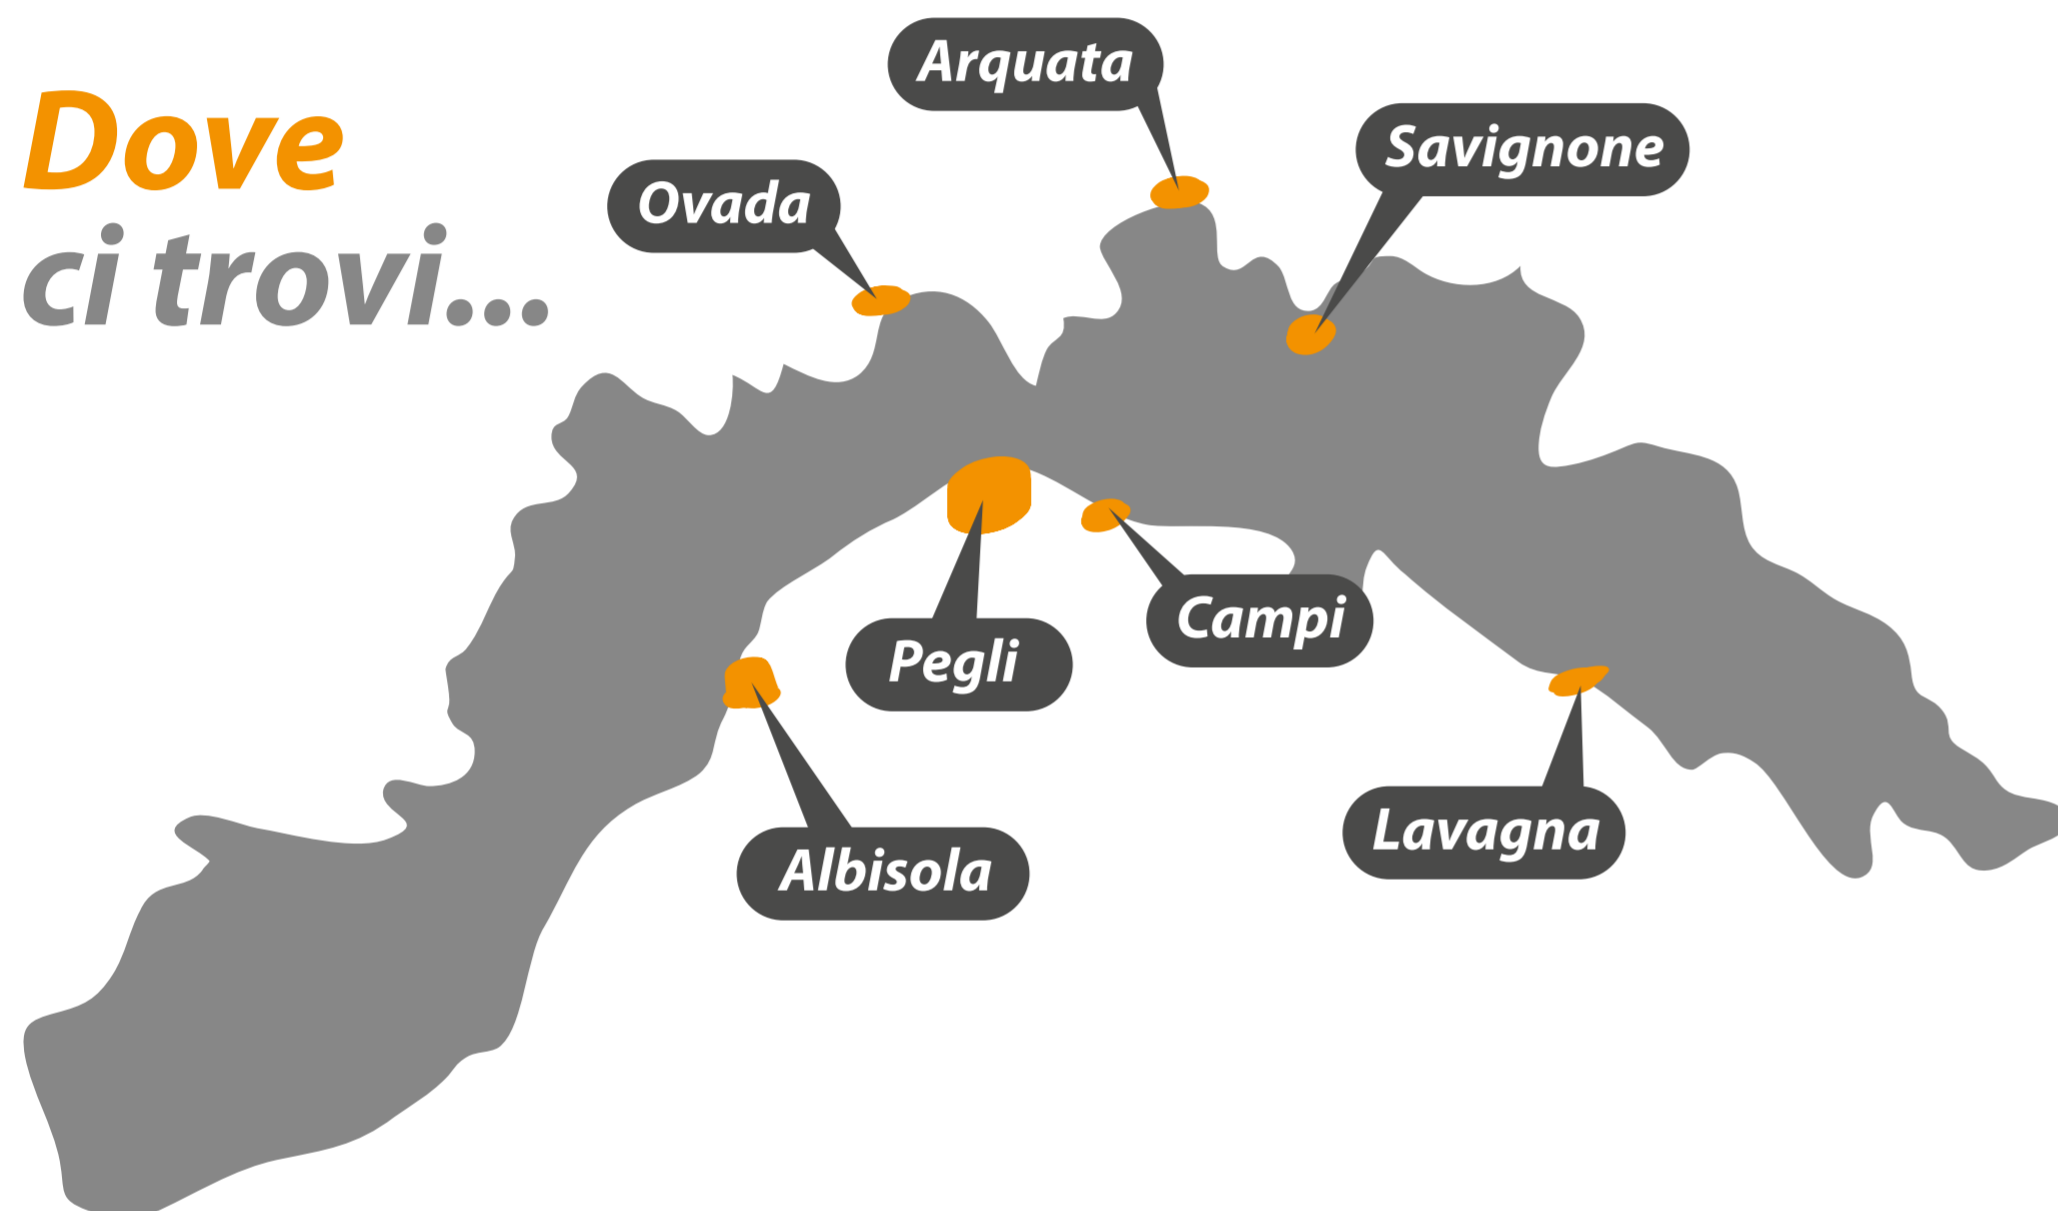 Dove
ci trovi...
Arquata
Savignone
Ovada
Campi
Pegli
Lavagna
Albisola